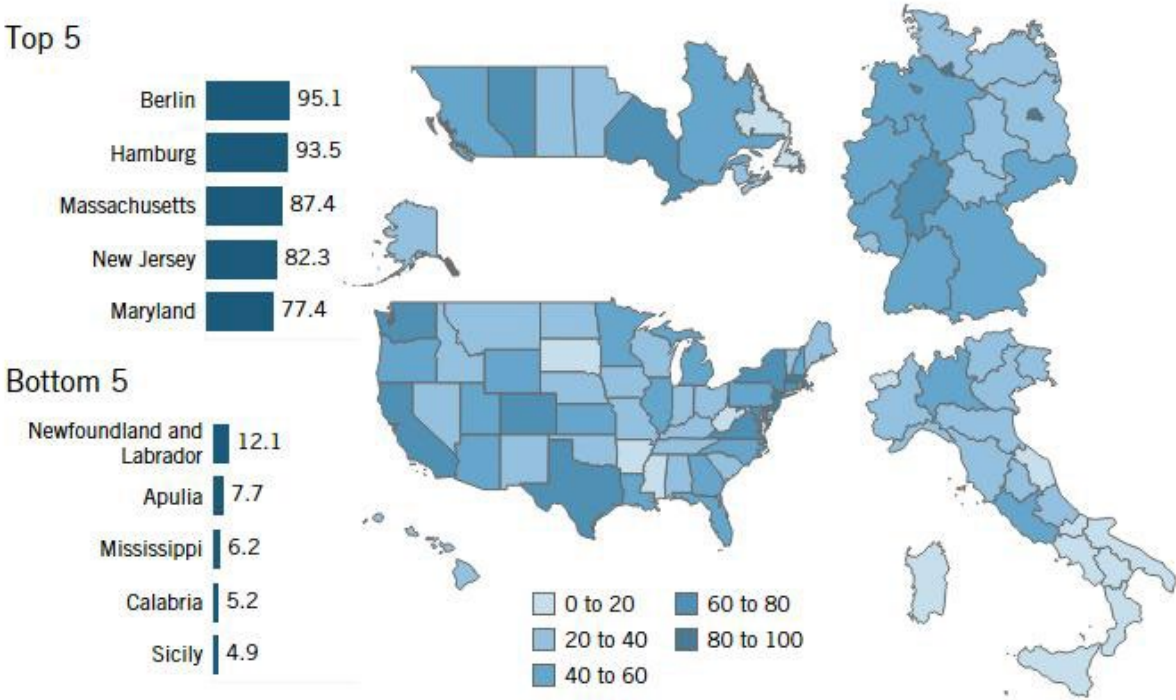 Top 5
Berlin 95.1
Hamburg 93.5
Massachusetts 87.4
New Jersey 82.3
Maryland 77.4
Bottom 5
Newfoundland and
Labrador 12.1
Apulia 7.7
Mississippi 6.2
Calabria 5.2
Sicily 4.9
0 to 20
20 to 40
40 to 60
60 to 80
80 to 100